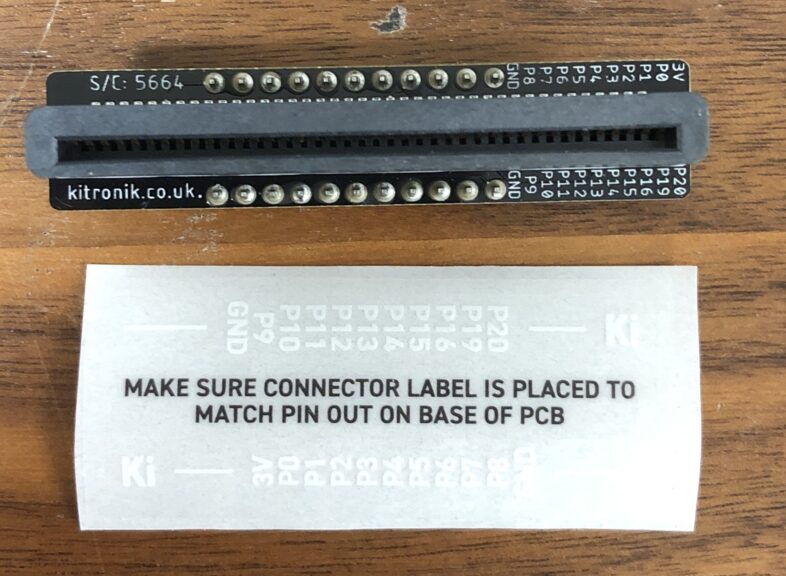 S/C: 5664 GND P8 P7 P6 P5 P4 P3 P2 P1 P0 3V
kitronik.co.uk. GND P9 P10 P11 P12 P13 P14 P15 P16 P19 P20
GND P9 P10 P11 P12 P13 P14 P15 P16 P19 P20 Ki
MAKE SURE CONNECTOR LABEL IS PLACED TO
MATCH PIN OUT ON BASE OF PCB
Ki 3V P0 P1 P2 P3 P4 P5 P6 P7 P8 GND